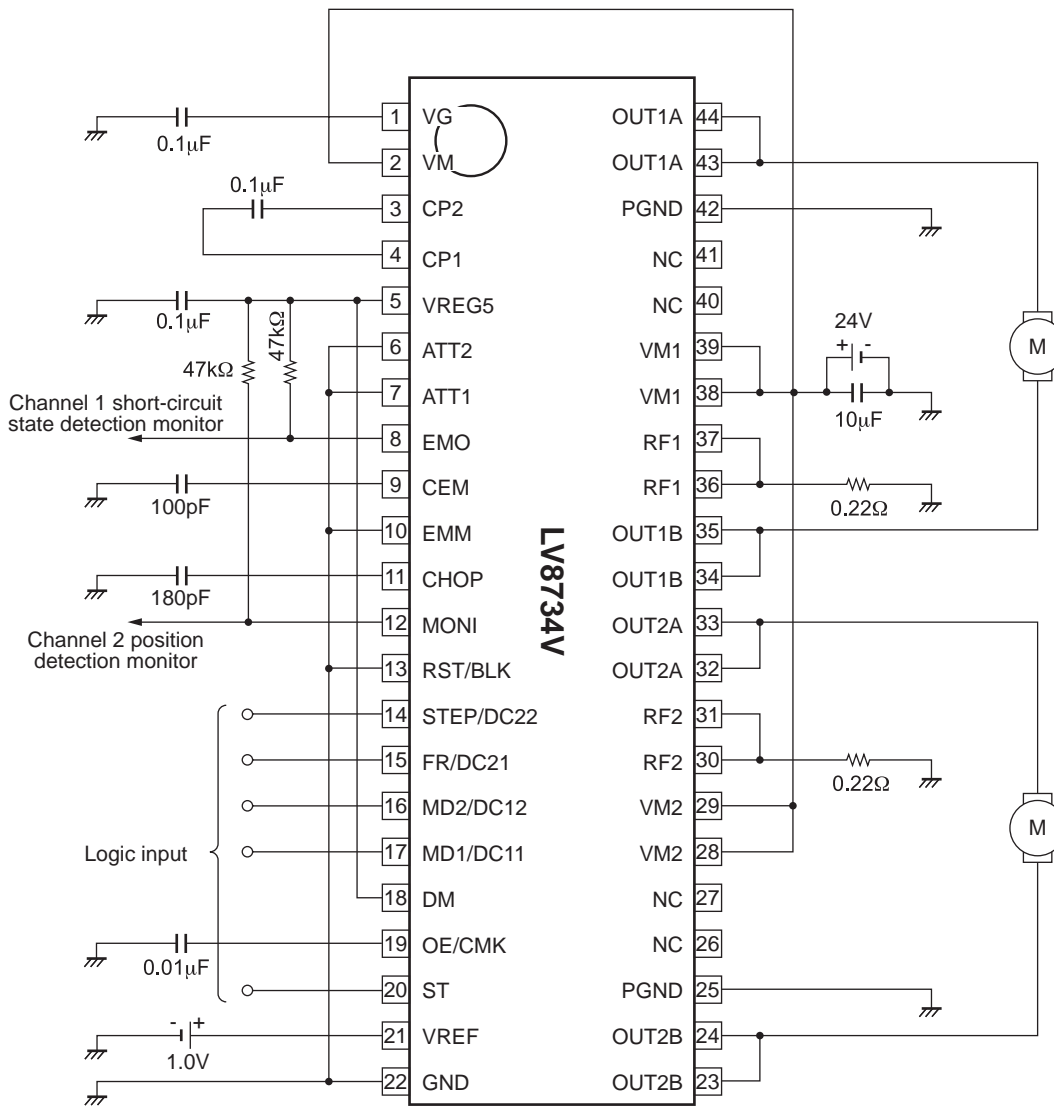 1 VG OUT1A 44
0.1µF
2 VM OUT1A 43
0.1µF
3 CP2 PGND 42
4 CP1 NC 41
5 VREG5 NC 40
0.1µF
47kΩ
24V
6 ATT2 VM1 39
+ -
M
47kΩ
7 ATT1 VM1 38
10µF
Channel 1 short-circuit
state detection monitor
8 EMO RF1 37
9 CEM RF1 36
100pF
0.22Ω
10 EMM OUT1B 35
LV8734V
11 CHOP OUT1B 34
180pF
12 MONI OUT2A 33
Channel 2 position
detection monitor
13 RST/BLK OUT2A 32
14 STEP/DC22 RF2 31
15 FR/DC21 RF2 30
0.22Ω
16 MD2/DC12 VM2 29
M
Logic input
17 MD1/DC11 VM2 28
18 DM NC 27
19 OE/CMK NC 26
0.01µF
20 ST PGND 25
- +
21 VREF OUT2B 24
1.0V
22 GND OUT2B 23